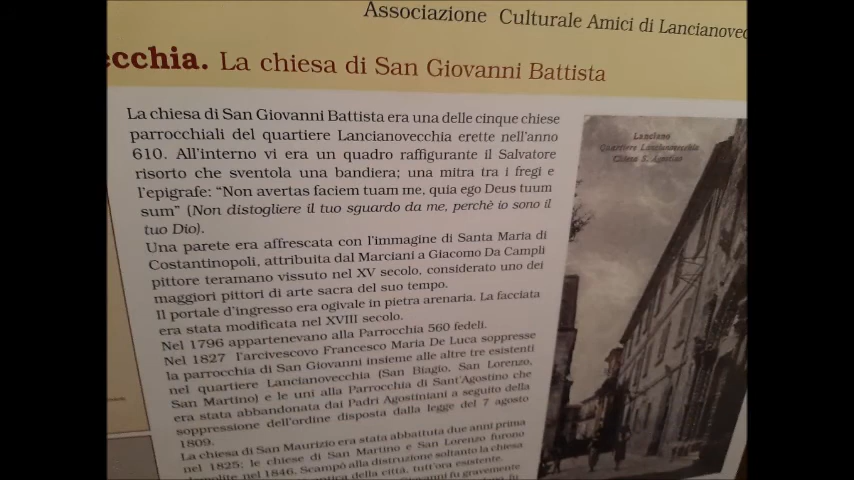 Associazione Culturale Amici di Lancianovec
ecchia. La chiesa di San Giovanni Battista
La chiesa di San Giovanni Battista era una delle cinque chiese
parrocchiali del quartiere Lancianovecchia erette nell'anno
610. All'interno vi era un quadro raffigurante il Salvatore
risorto che sventola una bandiera; una mitra tra i fregi e
l'epigrafe: "Non avertas faciem tuam me, quia ego Deus tuum
sum" (Non distogliere il tuo sguardo da me, perchè io sono il
tuo Dio).
Una parete era affrescata con l'immagine di Santa Maria di
Costantinopoli, attribuita dal Marciani a Giacomo Da Campli
pittore teramano vissuto nel XV secolo, considerato uno dei
maggiori pittori di arte sacra del suo tempo.
Il portale d'ingresso era ogivale in pietra arenaria. La facciata
era stata modificata nel XVIII secolo.
Nel 1796 appartenevano alla Parrocchia 560 fedeli.
Nel 1827 l'arcivescovo Francesco Maria De Luca soppresse
la parrocchia di San Giovanni insieme alle altre tre esistenti
nel quartiere Lancianovecchia (San Biagio, San Lorenzo,
San Martino) e le unì alla Parrocchia di Sant'Agostino che
era stata abbandonata dai Padri Agostiniani a seguito della
soppressione dell'ordine disposta dalla legge del 7 agosto
1809.
La chiesa di San Maurizio era stata abbattuta due anni prima
nel 1825; le chiese di San Martino e San Lorenzo furono
nel 1846. Scampò alla distruzione soltanto la chiesa
della città, tutt'ora esistente.
fu gravemente
Lanciano
Quartiere Lancianovecchia
Chiesa S. Agostino